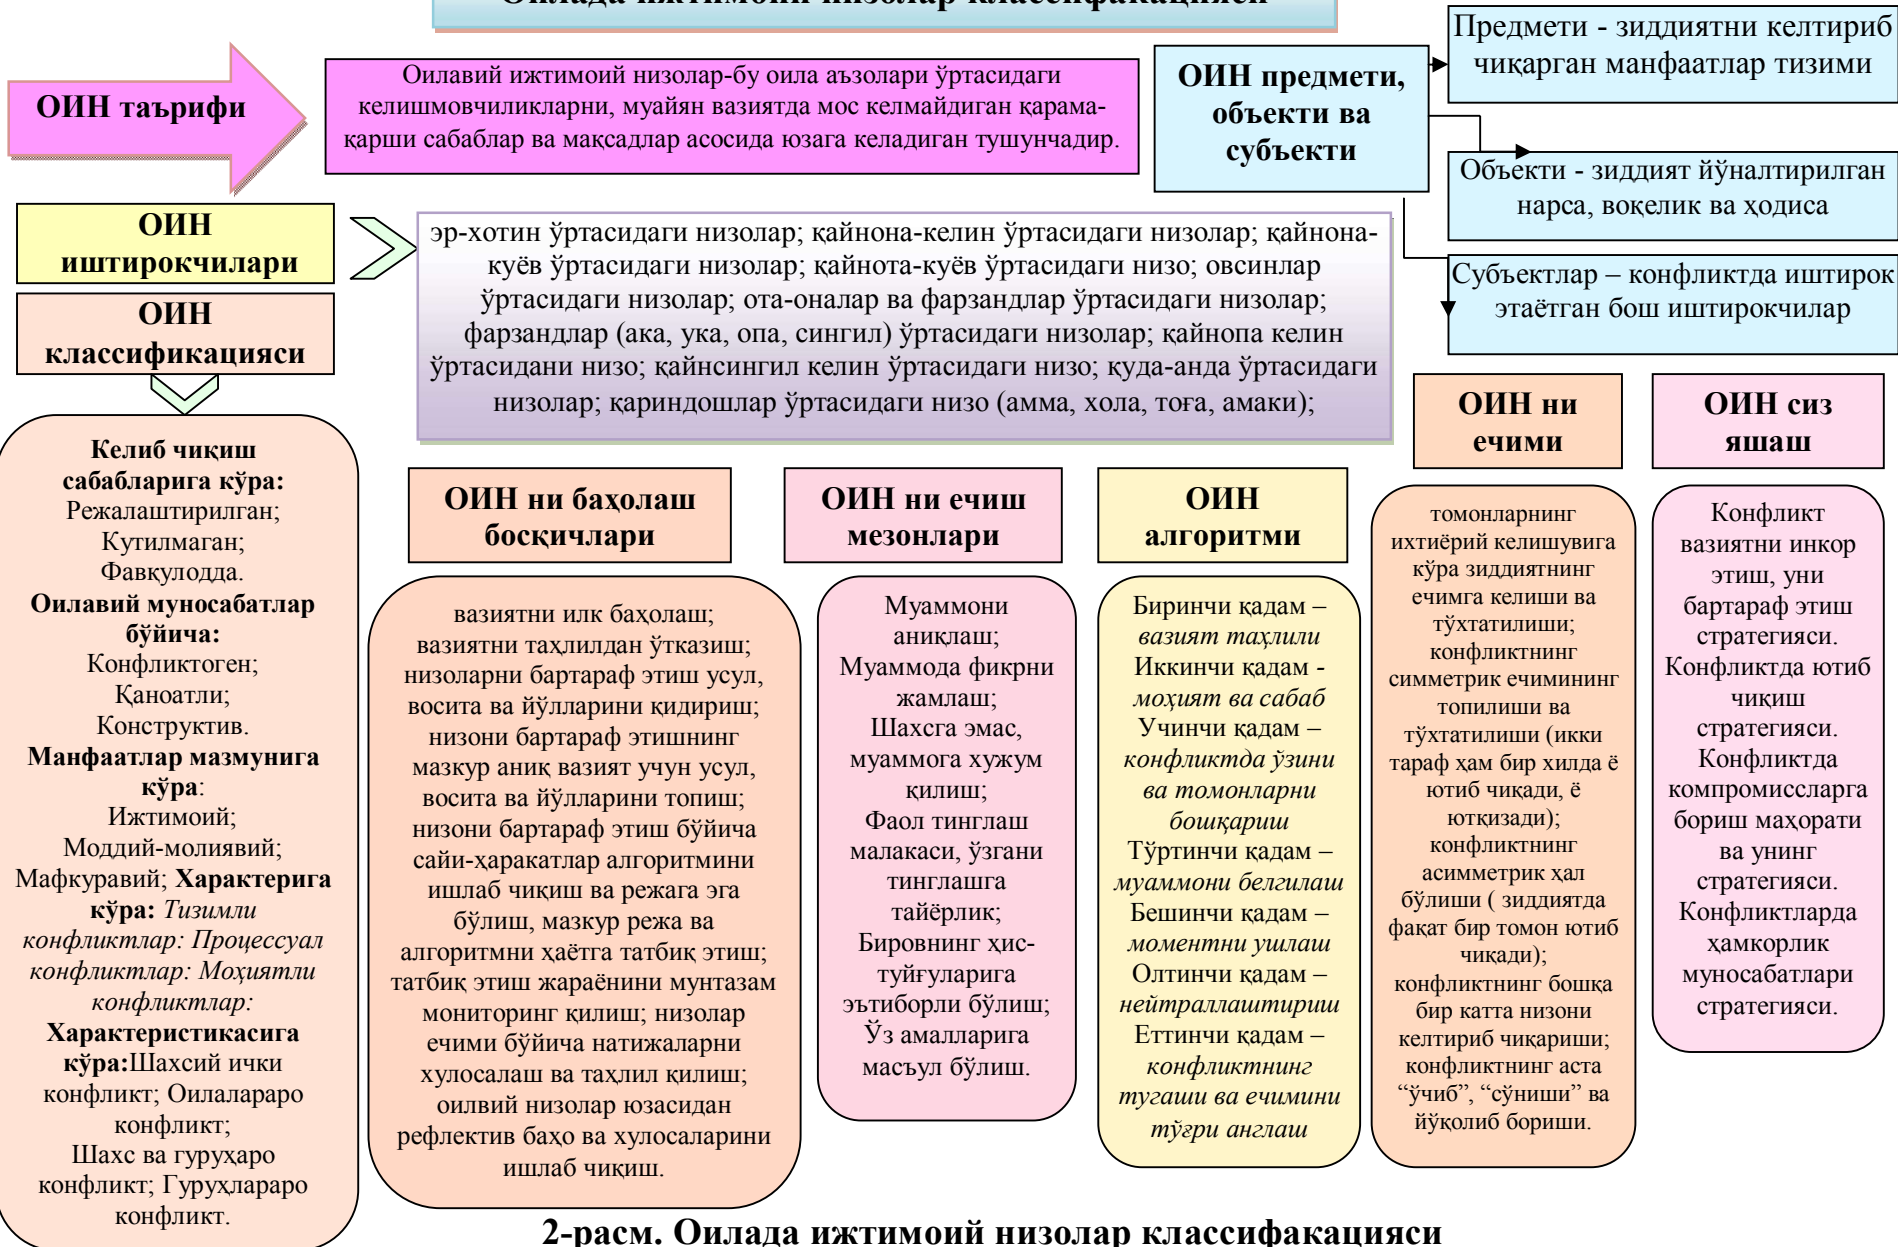 Оилада ижтимоий низолар классифакацияси
ОИН таърифи
Оилавий ижтимоий низолар-бу оила аъзолари ўртасидаги
келишмовчиликларни, муайян вазиятда мос келмайдиган қарама-
қарши сабаблар ва мақсадлар асосида юзага келадиган тушунчадир.
ОИН предмети,
объекти ва
субъекти
Предмети - зиддиятни келтириб
чиқарган манфаатлар тизими
Объекти - зиддият йўналтирилган
нарса, воқелик ва ҳодиса
Субъектлар – конфликтда иштирок
этаётган бош иштирокчилар
ОИН
иштирокчилари
эр-хотин ўртасидаги низолар; қайнона-келин ўртасидаги низолар; қайнона-
куёв ўртасидаги низолар; қайнота-куёв ўртасидаги низо; овсинлар
ўртасидаги низолар; ота-оналар ва фарзандлар ўртасидаги низолар;
фарзандлар (ака, ука, опа, сингил) ўртасидаги низолар; қайнопа келин
ўртасидани низо; қайнсингил келин ўртасидаги низо; қуда-анда ўртасидаги
низолар; қариндошлар ўртасидаги низо (амма, хола, тоға, амаки);
ОИН
классификацияси
Келиб чиқиш
сабабларига кўра:
Режалаштирилган;
Кутилмаган;
Фавқулодда.
Оилавий муносабатлар
бўйича:
Конфликтоген;
Қаноатли;
Конструктив.
Манфаатлар мазмунига
кўра:
Ижтимоий;
Моддий-молиявий;
Мафкуравий; Характерига
кўра: Тизимли
конфликтлар: Процессуал
конфликтлар: Моҳиятли
конфликтлар:
Характеристикасига
кўра:Шахсий ички
конфликт; Оилалараро
конфликт;
Шахс ва гуруҳаро
конфликт; Гуруҳлараро
конфликт.
ОИН ни баҳолаш
босқичлари
вазиятни илк баҳолаш;
вазиятни таҳлилдан ўтказиш;
низоларни бартараф этиш усул,
восита ва йўлларини қидириш;
низони бартараф этишнинг
мазкур аниқ вазият учун усул,
восита ва йўлларини топиш;
низони бартараф этиш бўйича
сайи-ҳаракатлар алгоритмини
ишлаб чиқиш ва режага эга
бўлиш, мазкур режа ва
алгоритмни ҳаётга татбиқ этиш;
татбиқ этиш жараёнини мунтазам
мониторинг қилиш; низолар
ечими бўйича натижаларни
хулосалаш ва таҳлил қилиш;
оилвий низолар юзасидан
рефлектив баҳо ва хулосаларини
ишлаб чиқиш.
ОИН ни ечиш
мезонлари
Муаммони
аниқлаш;
Муаммода фикрни
жамлаш;
Шахсга эмас,
муаммога хужум
қилиш;
Фаол тинглаш
малакаси, ўзгани
тинглашга
тайёрлик;
Бировнинг ҳис-
туйғуларига
эътиборли бўлиш;
Ўз амалларига
масъул бўлиш.
ОИН
алгоритми
Биринчи қадам –
вазият таҳлили
Иккинчи қадам -
моҳият ва сабаб
Учинчи қадам –
конфликтда ўзини
ва томонларни
бошқариш
Тўртинчи қадам –
муаммони белгилаш
Бешинчи қадам –
моментни ушлаш
Олтинчи қадам –
нейтраллаштириш
Еттинчи қадам –
конфликтнинг
тугаши ва ечимини
тўғри англаш
ОИН ни
ечими
томонларнинг
ихтиёрий келишувига
кўра зиддиятнинг
ечимга келиши ва
тўхтатилиши;
конфликтнинг
симметрик ечимининг
топилиши ва
тўхтатилиши (икки
тараф ҳам бир хилда ё
ютиб чиқади, ё
ютқизади);
конфликтнинг
асимметрик ҳал
бўлиши ( зиддиятда
фақат бир томон ютиб
чиқади);
конфликтнинг бошқа
бир катта низони
келтириб чиқариши;
конфликтнинг аста
“ўчиб”, “сўниши” ва
йўқолиб бориши.
ОИН сиз
яшаш
Конфликт
вазиятни инкор
этиш, уни
бартараф этиш
стратегияси.
Конфликтда ютиб
чиқиш
стратегияси.
Конфликтда
компромиссларга
бориш маҳорати
ва унинг
стратегияси.
Конфликтларда
ҳамкорлик
муносабатлари
стратегияси.
2-расм. Оилада ижтимоий низолар классифакацияси